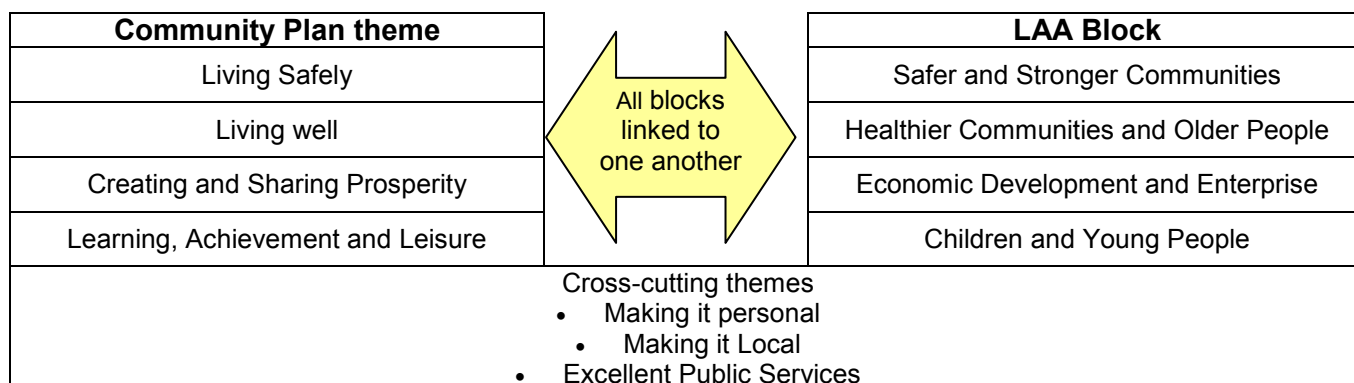 Community Plan theme
LAA Block
Living Safely
Safer and Stronger Communities
Living well
Healthier Communities and Older People
Creating and Sharing Prosperity
Economic Development and Enterprise
Learning, Achievement and Leisure
Children and Young People
All blocks
linked to
one another
Cross-cutting themes
• Making it personal
• Making it Local
• Excellent Public Services